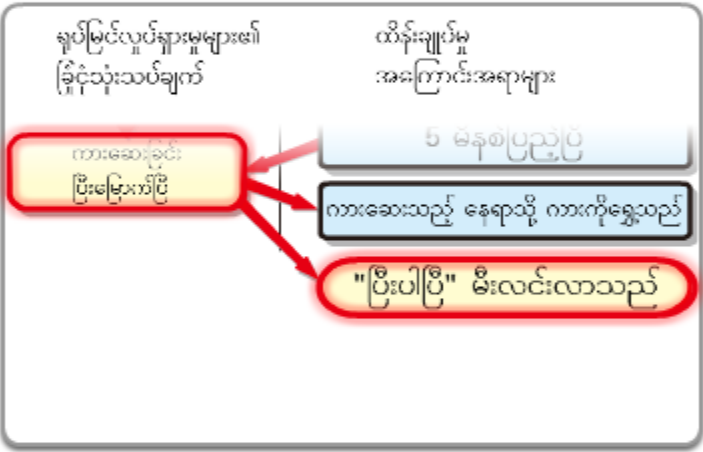 ရုပ်မြင်လှုပ်ရှားမှုများ၏
ခြုံငုံသုံးသပ်ချက်
ထိန်းချုပ်မှု
အကြောင်းအရာများ
5 မိနစ်ပြည့်ပြီ
ကားဆေးခြင်း
ပြီးမြောက်ပြီ
ကားဆေးသည့် နေရာသို့ ကားကိုရွှေ့သည်
"ပြီးပါပြီ" မီးလင်းလာသည်